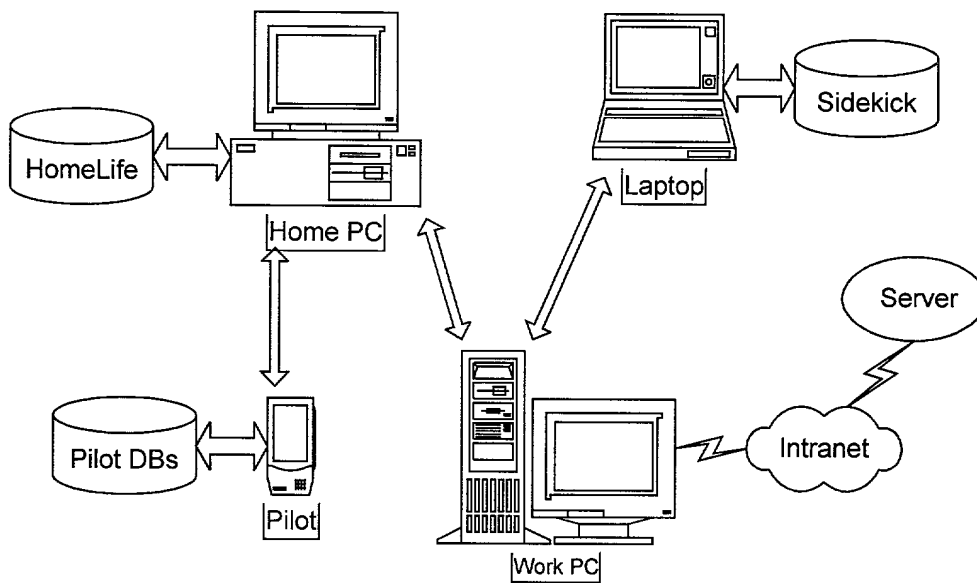 HomeLife
Home PC
Laptop
Sidekick
Server
Pilot DBs
Pilot
Intranet
Work PC